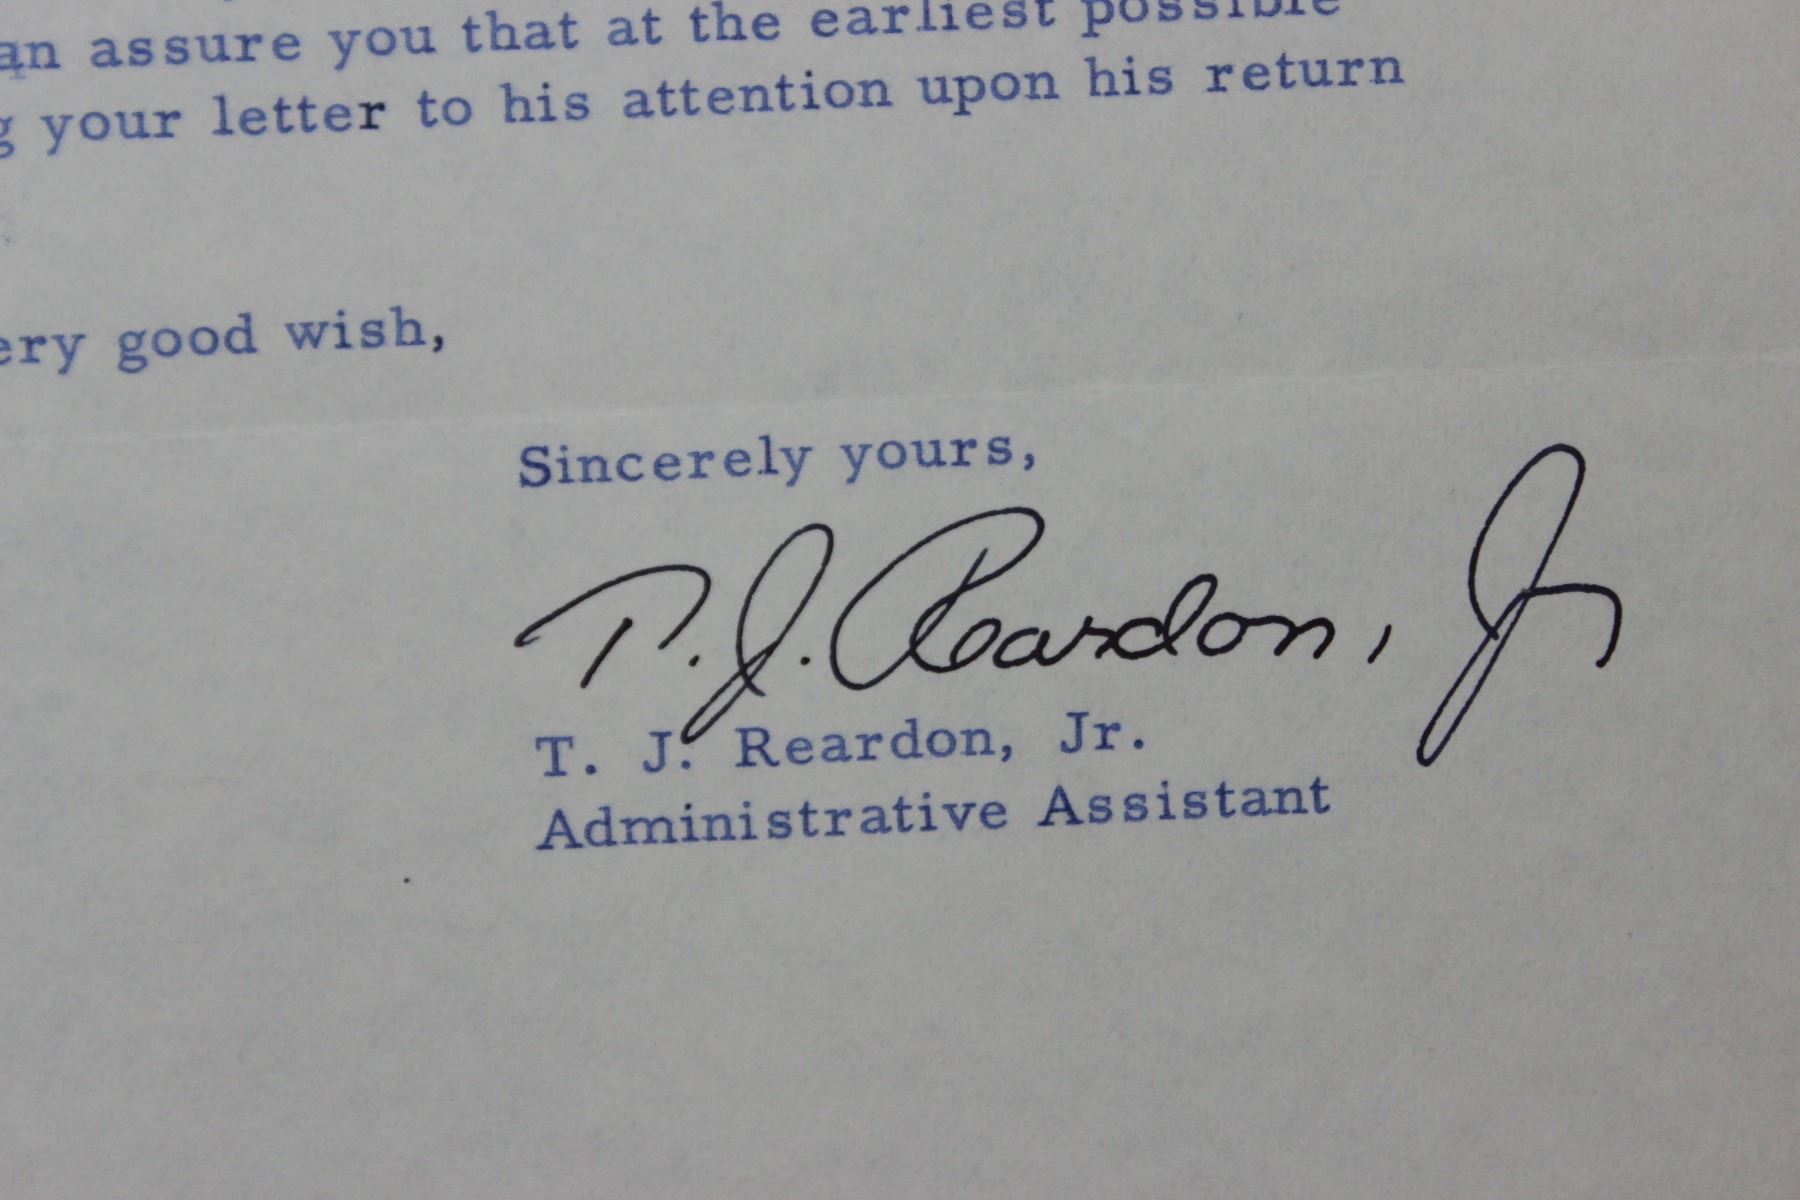 an assure you that at the earliest possible
g your letter to his attention upon his return
ery good wish,
Sincerely yours,
T. J. Reardon, Jr.
T. J. Reardon, Jr.
Administrative Assistant